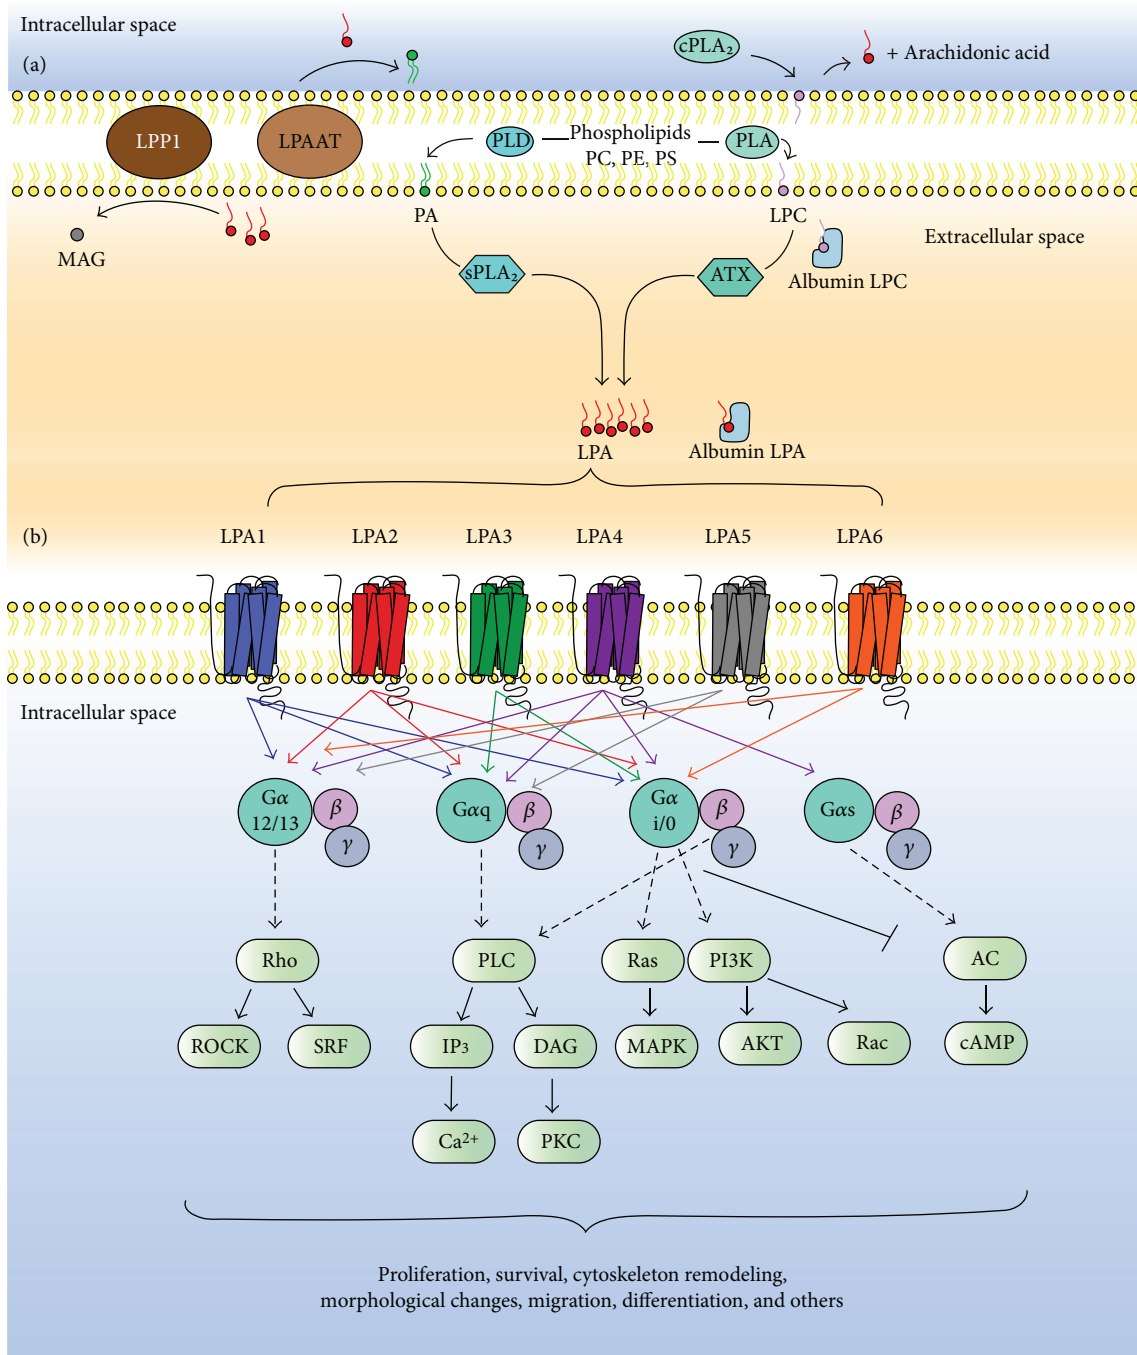 Intracellular space
(a)
cPLA₂
+ Arachidonic acid
LPP1
LPAAT
PLD
Phospholipids
PC, PE, PS
PLA
MAG
PA
LPC
Extracellular space
sPLA₂
ATX
Albumin LPC
LPA
Albumin LPA
(b)
LPA1
LPA2
LPA3
LPA4
LPA5
LPA6
Intracellular space
Gα
12/13
β
γ
Gαq
β
γ
Gα
i/0
β
γ
Gαs
β
γ
Rho
PLC
Ras
PI3K
AC
ROCK
SRF
IP₃
DAG
MAPK
AKT
Rac
cAMP
Ca²⁺
PKC
Proliferation, survival, cytoskeleton remodeling,
morphological changes, migration, differentiation, and others